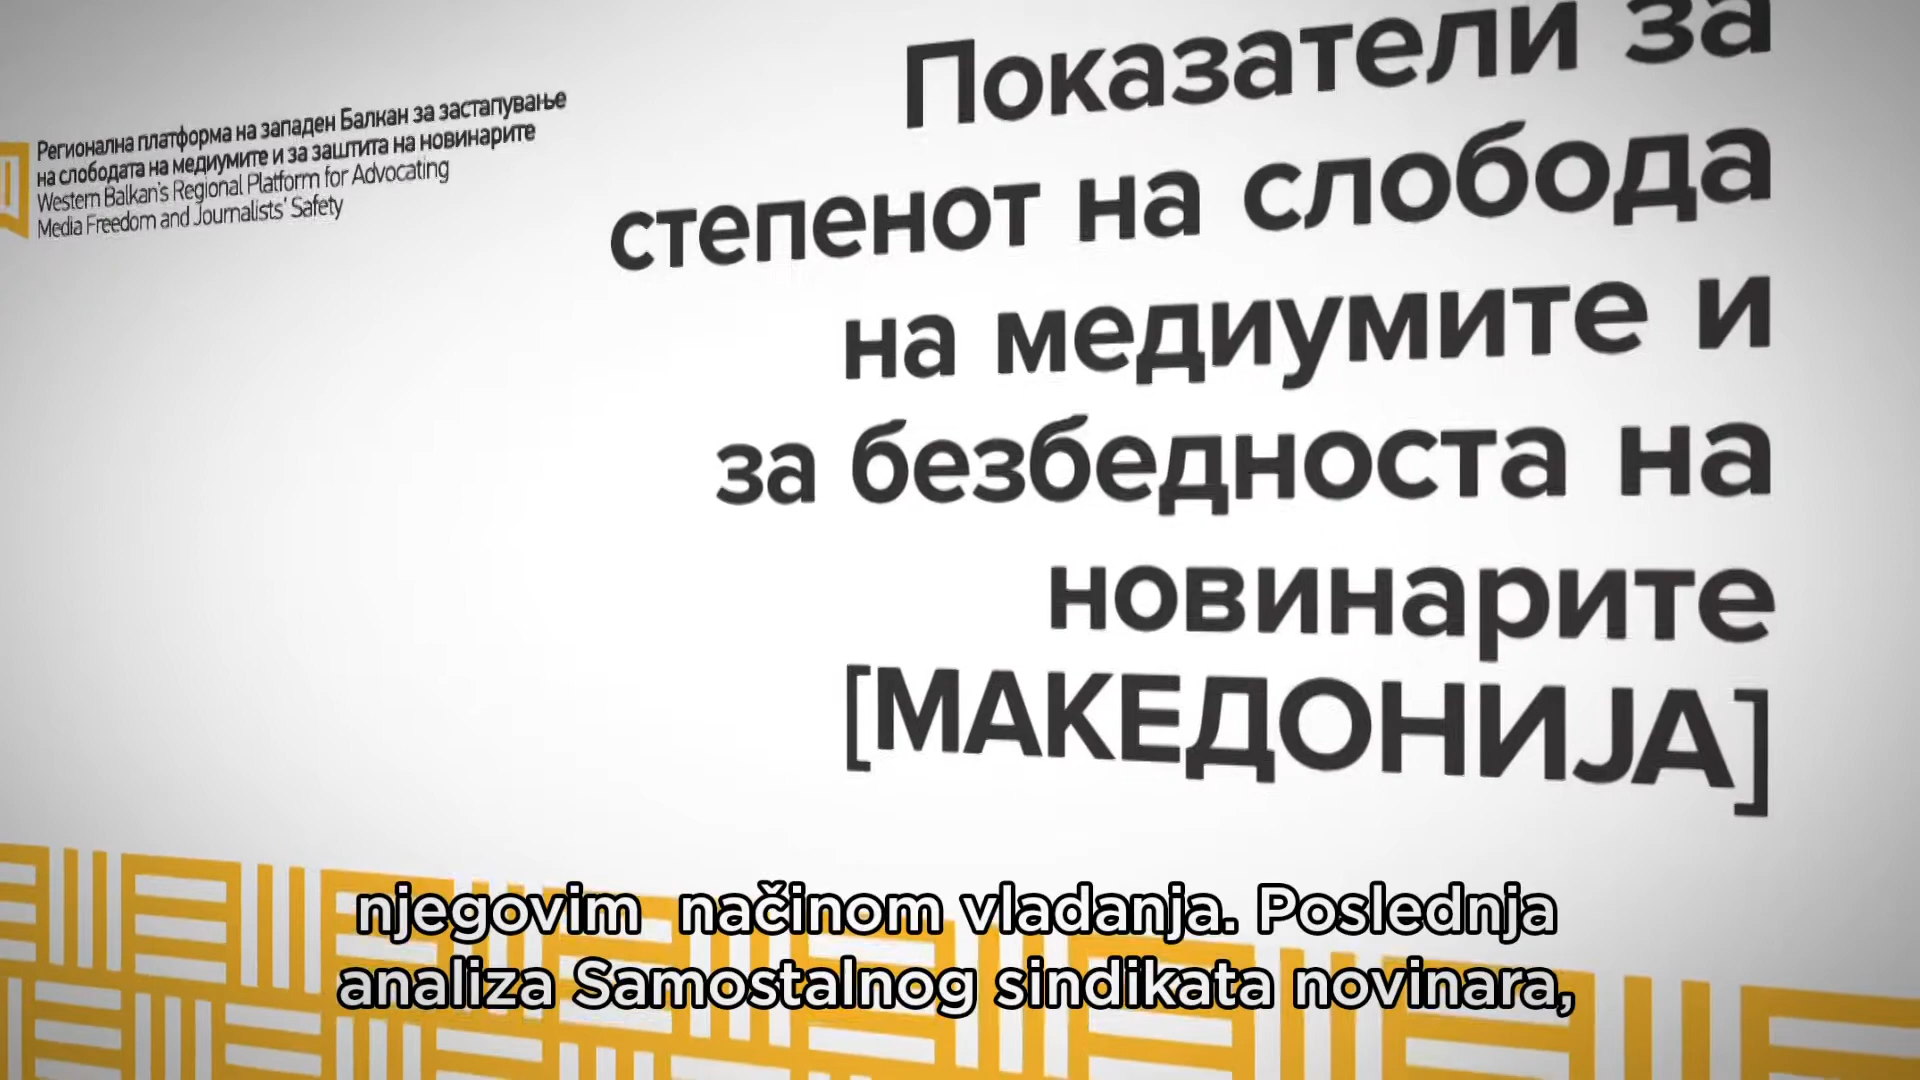 Регионална платформа на западен Балкан за застапување
на слободата на медиумите и за заштита на новинарите
Western Balkan's Regional Platform for Advocating
Media Freedom and Journalists' Safety
Показатели за
степенот на слобода
на медиумите и
за безбедноста на
новинарите
[МАКЕДОНИЈА]
njegovim načinom vladanja. Poslednja
analiza Samostalnog sindikata novinara,